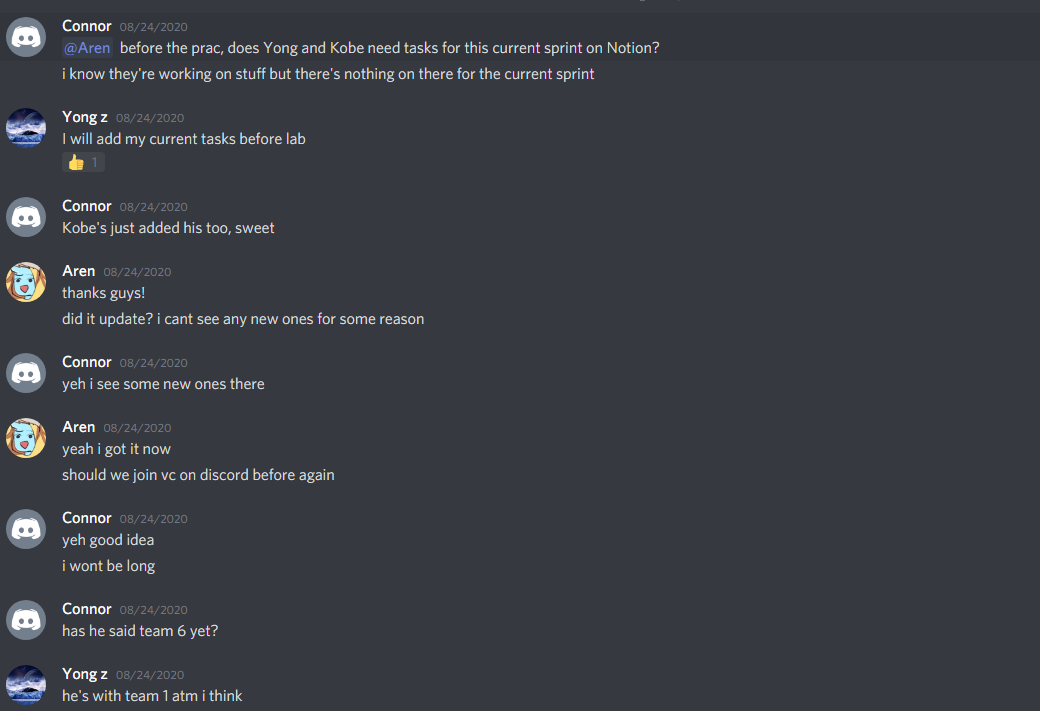 Connor 08/24/2020
@Aren before the prac, does Yong and Kobe need tasks for this current sprint on Notion?
i know they're working on stuff but there's nothing on there for the current sprint
Yong z 08/24/2020
I will add my current tasks before lab
👍 1
Connor 08/24/2020
Kobe's just added his too, sweet
Aren 08/24/2020
thanks guys!
did it update? i cant see any new ones for some reason
Connor 08/24/2020
yeh i see some new ones there
Aren 08/24/2020
yeah i got it now
should we join vc on discord before again
Connor 08/24/2020
yeh good idea
i wont be long
Connor 08/24/2020
has he said team 6 yet?
Yong z 08/24/2020
he's with team 1 atm i think